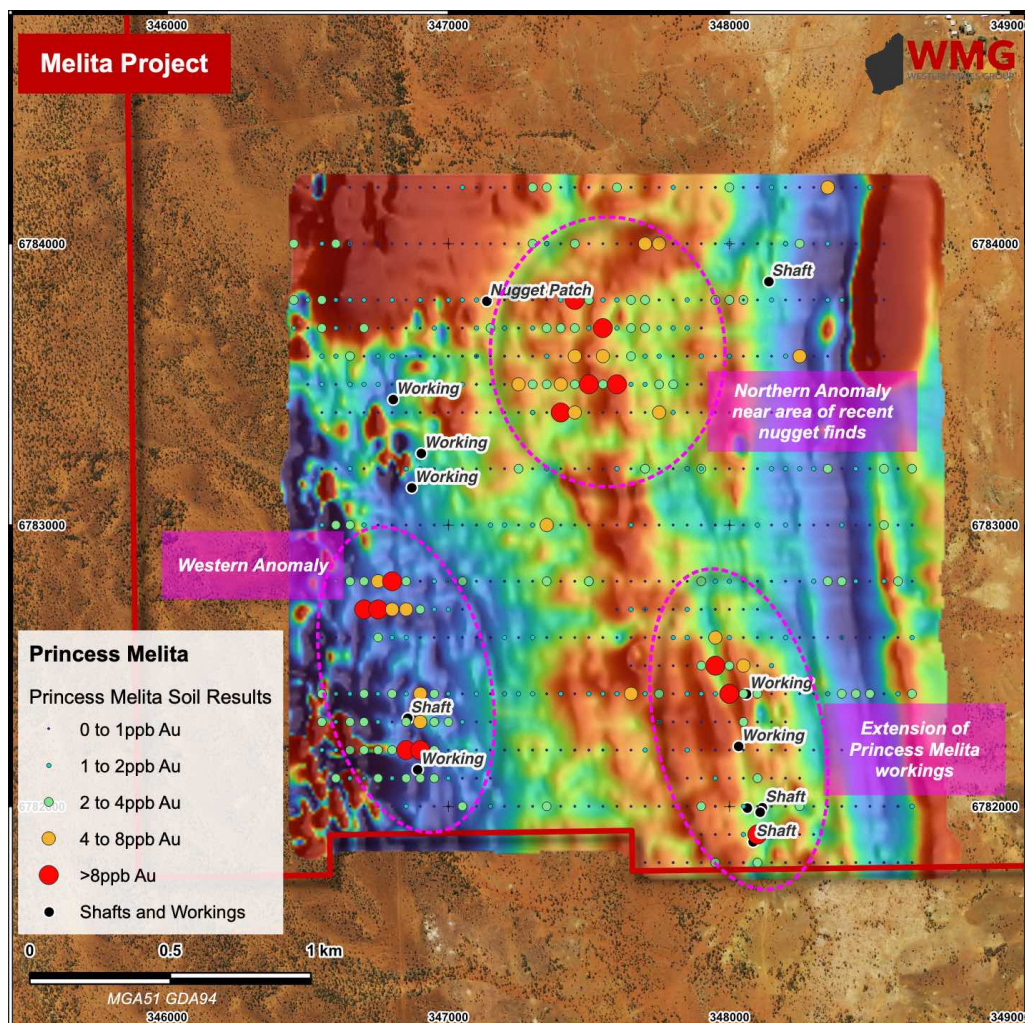 346000 347000 348000 349000
Melita Project
WMG
WESTERN MINES GROUP
6784000
6784000
Shaft
Nugget Patch
Working
Northern Anomaly
near area of recent
nugget finds
Working
Working
6783000
6783000
Western Anomaly
Princess Melita
Princess Melita Soil Results
0 to 1ppb Au
1 to 2ppb Au
2 to 4ppb Au
4 to 8ppb Au
>8ppb Au
Shafts and Workings
Working
Shaft
Working
Working
Extension of
Princess Melita
workings
Shaft
Shaft
6782000
6782000
0 0.5 1 km
MGA51 GDA94
346000 347000 348000 349000